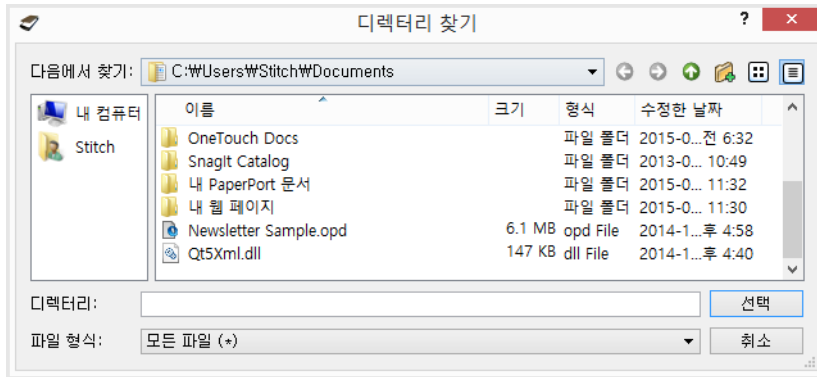 디렉터리 찾기
다음에서 찾기: C:₩Users₩Stitch₩Documents
내 컴퓨터
Stitch
이름 크기 형식 수정한 날짜
OneTouch Docs 파일 폴더 2015-0...전 6:32
SnagIt Catalog 파일 폴더 2013-0... 10:49
내 PaperPort 문서 파일 폴더 2015-0... 11:32
내 웹 페이지 파일 폴더 2015-0... 11:30
Newsletter Sample.opd 6.1 MB opd File 2014-1...후 4:58
Qt5Xml.dll 147 KB dll File 2014-1...후 4:40
디렉터리: 선택
파일 형식: 모든 파일 (*) 취소